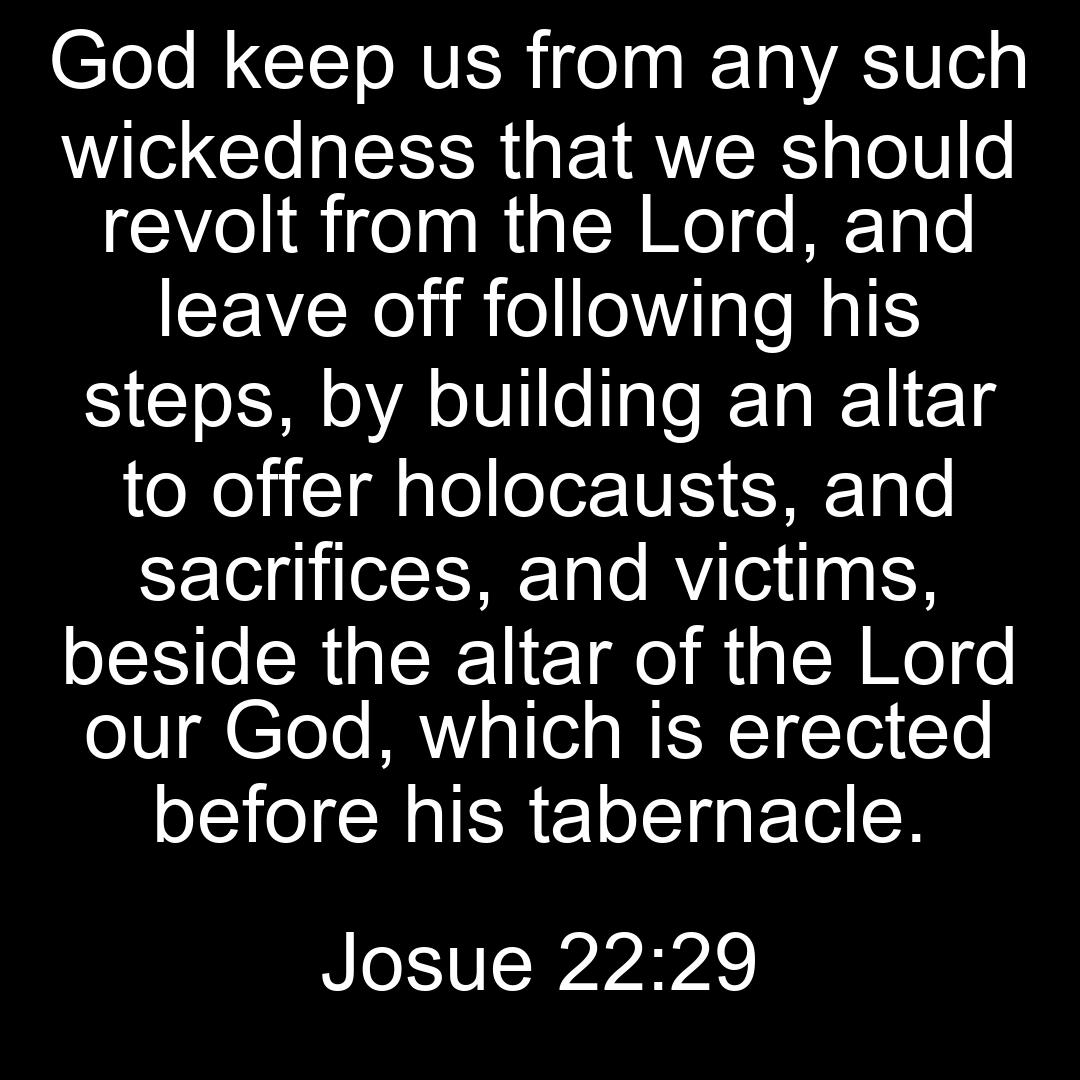 God keep us from any such
wickedness that we should
revolt from the Lord, and
leave off following his
steps, by building an altar
to offer holocausts, and
sacrifices, and victims,
beside the altar of the Lord
our God, which is erected
before his tabernacle.
Josue 22:29